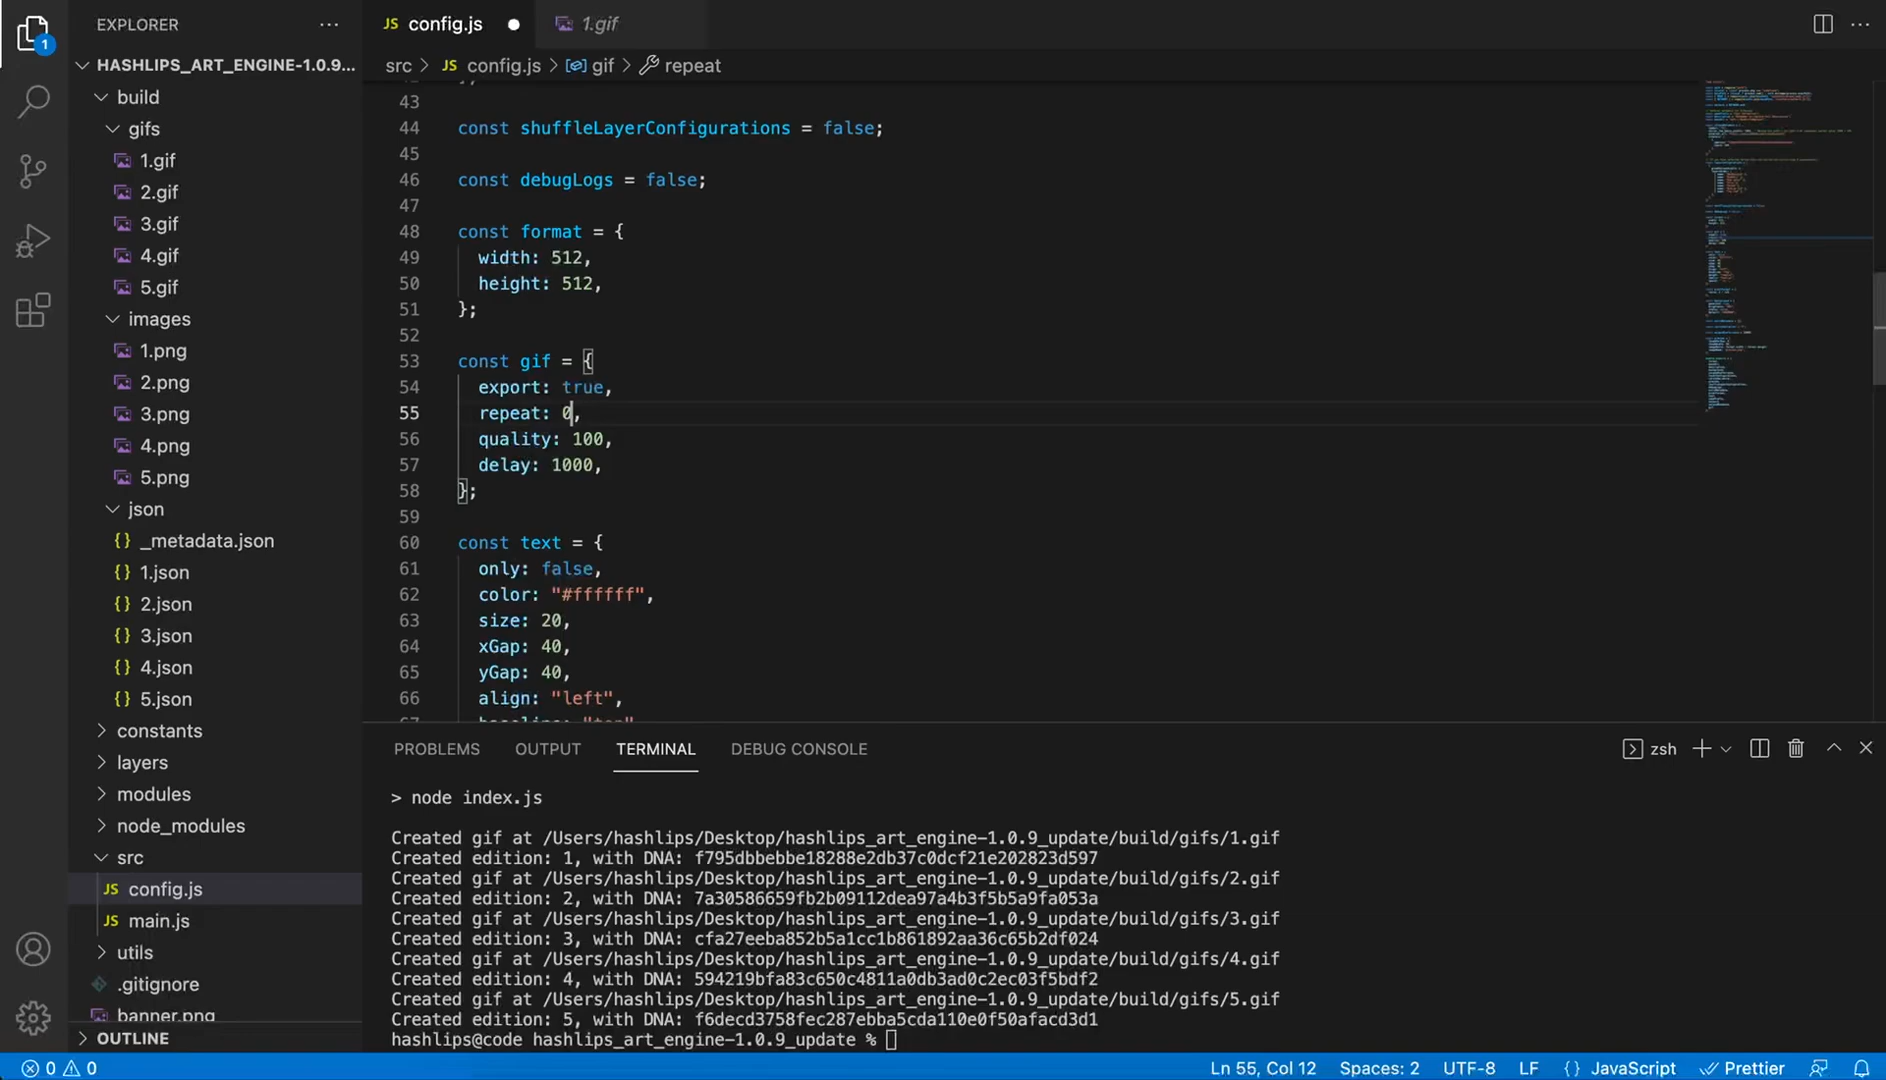 EXPLORER
1
HASHLIPS_ART_ENGINE-1.0.9...
build
gifs
1.gif
2.gif
3.gif
4.gif
5.gif
images
1.png
2.png
3.png
4.png
5.png
json
{} _metadata.json
{} 1.json
{} 2.json
{} 3.json
{} 4.json
{} 5.json
constants
layers
modules
node_modules
src
JS config.js
JS main.js
utils
.gitignore
banner.png
OUTLINE
JS config.js
1.gif
src > JS config.js > gif > repeat
43
44 const shuffleLayerConfigurations = false;
45
46 const debugLogs = false;
47
48 const format = {
49 width: 512,
50 height: 512,
51 };
52
53 const gif = {
54 export: true,
55 repeat: 0,
56 quality: 100,
57 delay: 1000,
58 };
59
60 const text = {
61 only: false,
62 color: "#ffffff",
63 size: 20,
64 xGap: 40,
65 yGap: 40,
66 align: "left",
67 baseline: "top"
PROBLEMS OUTPUT TERMINAL DEBUG CONSOLE zsh
> node index.js
Created gif at /Users/hashlips/Desktop/hashlips_art_engine-1.0.9_update/build/gifs/1.gif
Created edition: 1, with DNA: f795dbbebbe18288e2db37c0dcf21e202823d597
Created gif at /Users/hashlips/Desktop/hashlips_art_engine-1.0.9_update/build/gifs/2.gif
Created edition: 2, with DNA: 7a30586659fb2b09112dea97a4b3f5b5a9fa053a
Created gif at /Users/hashlips/Desktop/hashlips_art_engine-1.0.9_update/build/gifs/3.gif
Created edition: 3, with DNA: cfa27eeba852b5a1cc1b861892aa36c65b2df024
Created gif at /Users/hashlips/Desktop/hashlips_art_engine-1.0.9_update/build/gifs/4.gif
Created edition: 4, with DNA: 594219bfa83c650c4811a0db3ad0c2ec03f5bdf2
Created gif at /Users/hashlips/Desktop/hashlips_art_engine-1.0.9_update/build/gifs/5.gif
Created edition: 5, with DNA: f6decd3758fec287ebba5cda110e0f50afacd3d1
hashlips@code hashlips_art_engine-1.0.9_update %
0 0 Ln 55, Col 12 Spaces: 2 UTF-8 LF {} JavaScript Prettier